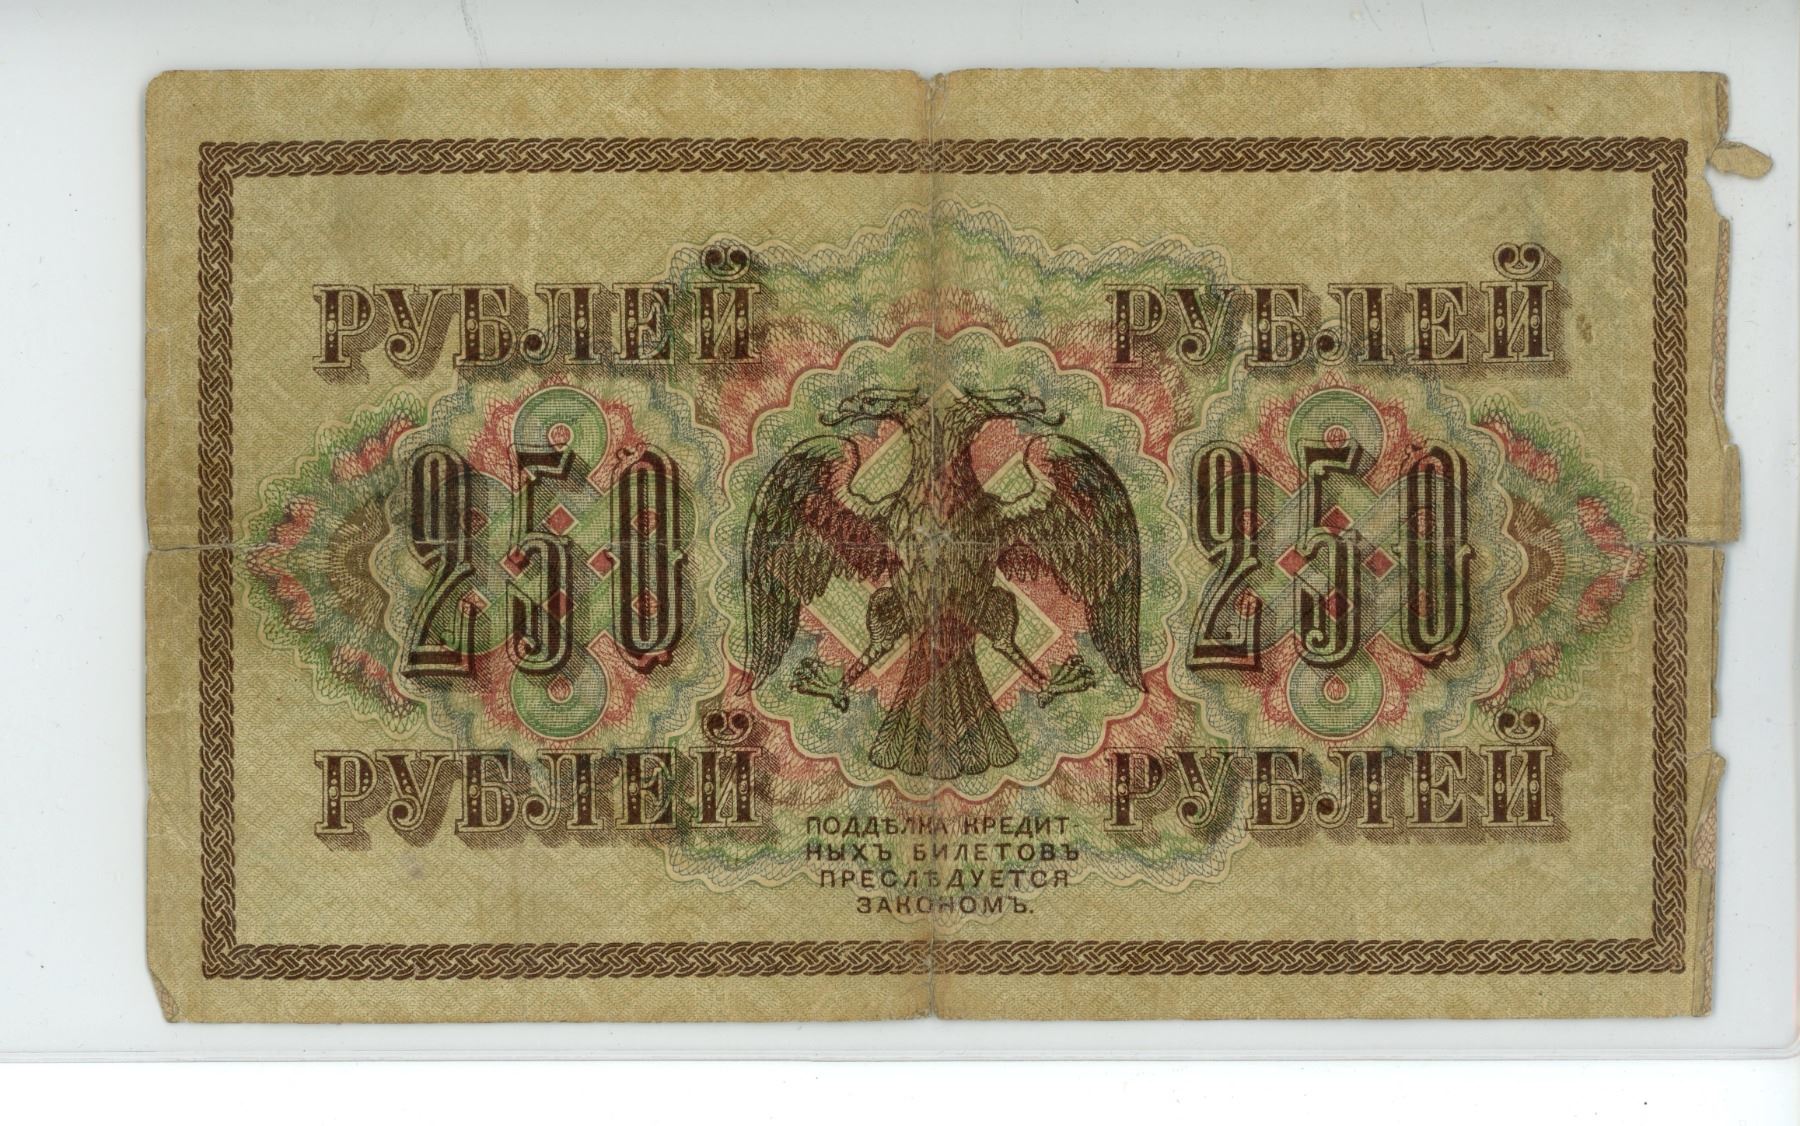 РУБЛЕЙ РУБЛЕЙ
250 250
РУБЛЕЙ РУБЛЕЙ
ПОДДѢЛКА КРЕДИТ-
НЫХЪ БИЛЕТОВЪ
ПРЕСЛѢДУЕТСЯ
ЗАКОНОМЪ.